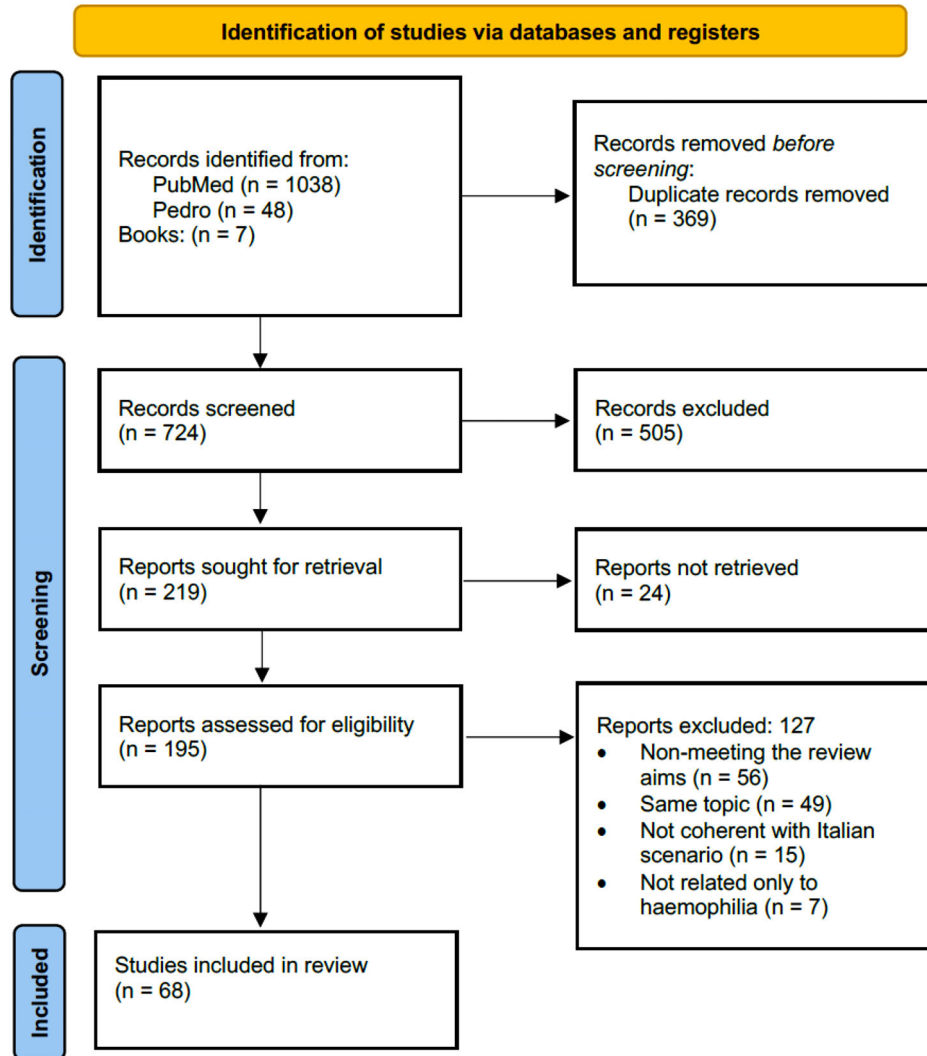 Identification of studies via databases and registers
Identification
Records identified from:
PubMed (n = 1038)
Pedro (n = 48)
Books: (n = 7)
Records removed before
screening:
Duplicate records removed
(n = 369)
Screening
Records screened
(n = 724)
Records excluded
(n = 505)
Reports sought for retrieval
(n = 219)
Reports not retrieved
(n = 24)
Reports assessed for eligibility
(n = 195)
Reports excluded: 127
• Non-meeting the review
aims (n = 56)
• Same topic (n = 49)
• Not coherent with Italian
scenario (n = 15)
• Not related only to
haemophilia (n = 7)
Included
Studies included in review
(n = 68)